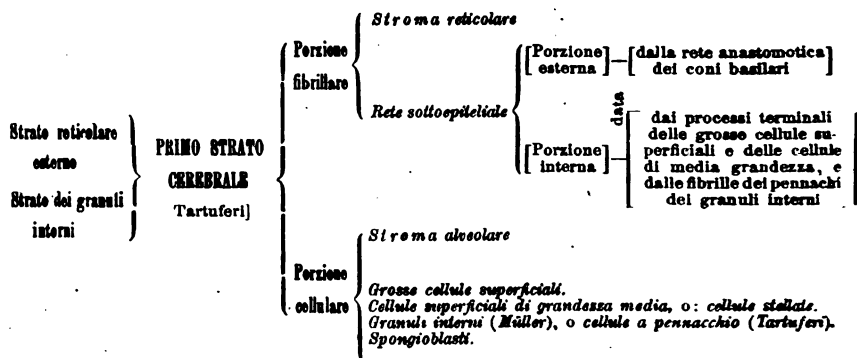 Strato reticolare
esterno
Strato dei granuli
interni
PRIMO STRATO
CEREBRALE
Tartuferi]
Porzione
fibrillare
Stroma reticolare
Rete sottoepiteliale
[Porzione
esterna]
[dalla rete anastomotica
dei coni basilari]
data
[Porzione
interna]
dai processi terminali
delle grosse cellule su-
perficiali e delle cellule
di media grandezza, e
dalle fibrille dei pennachi
dei granuli interni
Porzione
cellulare
Stroma alveolare
Grosse cellule superficiali.
Cellule superficiali di grandezza media, o: cellule stellate.
Granuli interni (Müller), o cellule a pennacchio (Tartuferi).
Spongioblasti.